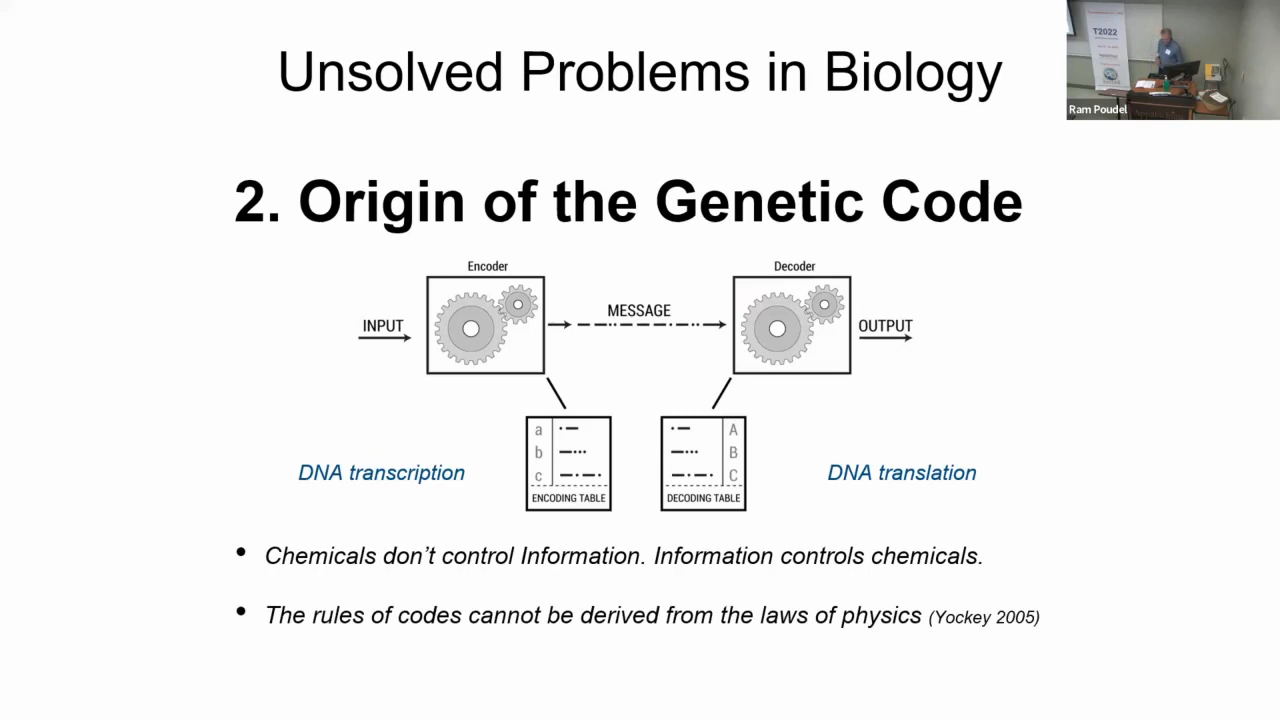 Unsolved Problems in Biology
T2022
Ram Poudel
2. Origin of the Genetic Code
Encoder
Decoder
INPUT
MESSAGE
OUTPUT
a
b
c
ENCODING TABLE
A
B
C
DECODING TABLE
DNA transcription
DNA translation
• Chemicals don't control Information. Information controls chemicals.
• The rules of codes cannot be derived from the laws of physics (Yockey 2005)